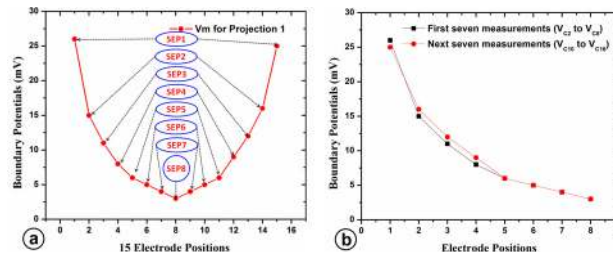 30
25
20
15
10
5
0
Boundary Potentials (mV)
Vm for Projection 1
SEP1
SEP2
SEP3
SEP4
SEP5
SEP6
SEP7
SEP8
0 2 4 6 8 10 12 14 16
15 Electrode Positions
a
30
25
20
15
10
5
0
Boundary Potentials (mV)
First seven measurements (VC2 to VC8)
Next seven measurements (VC10 to VC16)
0 1 2 3 4 5 6 7 8
Electrode Positions
b